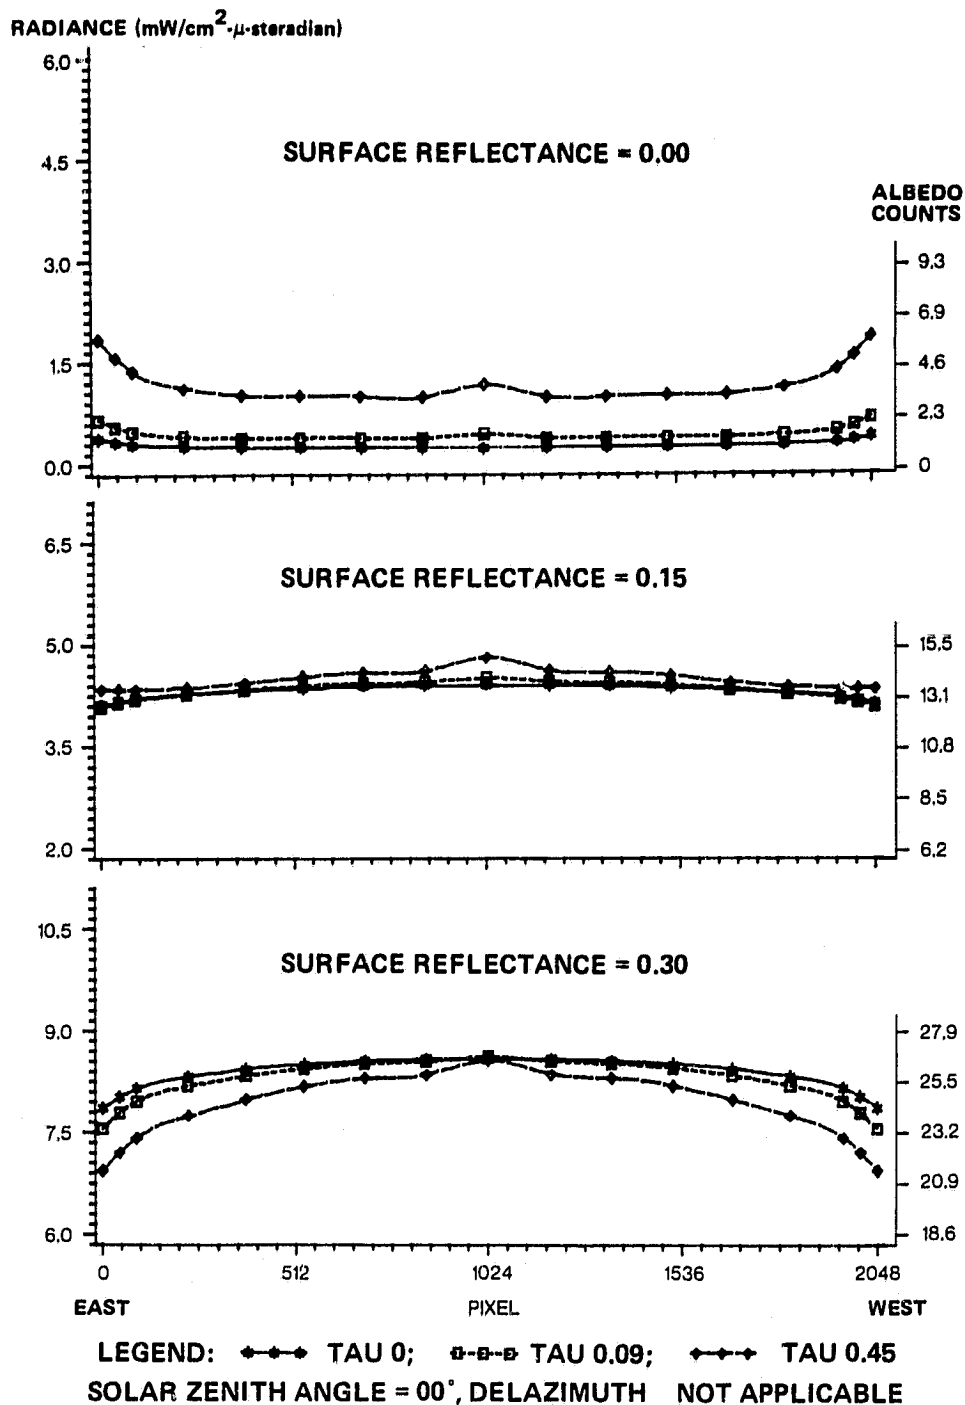 RADIANCE (mW/cm2-μ-steradian)
6.0
SURFACE REFLECTANCE = 0.00
4.5
ALBEDO
COUNTS
3.0
9.3
6.9
1.5
4.6
2.3
0.0
0
6.5
SURFACE REFLECTANCE = 0.15
5.0
15.5
13.1
3.5
10.8
8.5
2.0
6.2
10.5
SURFACE REFLECTANCE = 0.30
9.0
27.9
25.5
7.5
23.2
20.9
6.0
18.6
0 512 1024 1536 2048
EAST PIXEL WEST
LEGEND: TAU 0; TAU 0.09; TAU 0.45
SOLAR ZENITH ANGLE = 00°, DELAZIMUTH NOT APPLICABLE